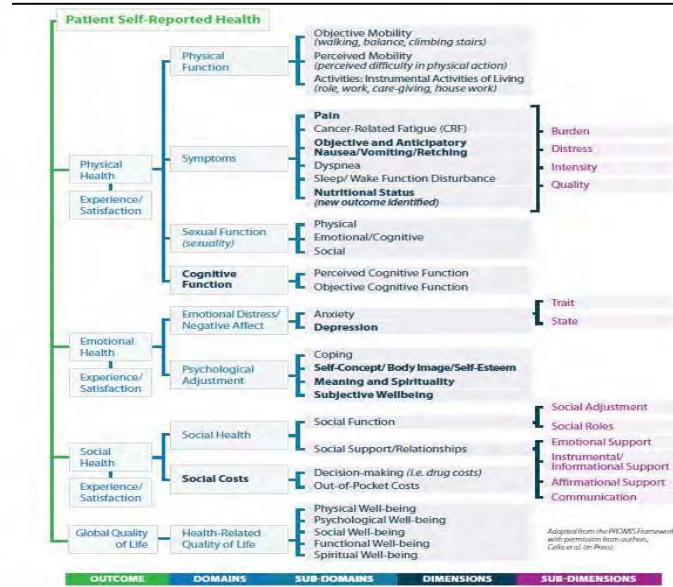 Patient Self-Reported Health
Physical
Function
Objective Mobility
(walking, balance, climbing stairs)
Perceived Mobility
(perceived difficulty in physical action)
Activities: Instrumental Activities of Living
(role, work, care-giving, house work)
Physical
Health
Experience/
Satisfaction
Symptoms
Pain
Cancer-Related Fatigue (CRF)
Objective and Anticipatory
Nausea/Vomiting/Retching
Dyspnea
Sleep/ Wake Function Disturbance
Nutritional Status
(new outcome identified)
Burden
Distress
Intensity
Quality
Sexual Function
(sexuality)
Physical
Emotional/Cognitive
Social
Cognitive
Function
Perceived Cognitive Function
Objective Cognitive Function
Emotional
Health
Experience/
Satisfaction
Emotional Distress/
Negative Affect
Anxiety
Depression
Trait
State
Psychological
Adjustment
Coping
Self-Concept/ Body Image/Self-Esteem
Meaning and Spirituality
Subjective Wellbeing
Social
Health
Experience/
Satisfaction
Social Health
Social Function
Social Adjustment
Social Roles
Social Support/Relationships
Emotional Support
Instrumental/
Informational Support
Affirmational Support
Communication
Social Costs
Decision-making (i.e. drug costs)
Out-of-Pocket Costs
Global Quality
of Life
Health-Related
Quality of Life
Physical Well-being
Psychological Well-being
Social Well-being
Functional Well-being
Spiritual Well-being
Adapted from the PROMIS Framework
with permission from authors,
Cella et al. (in Press)
OUTCOME
DOMAINS
SUB-DOMAINS
DIMENSIONS
SUB-DIMENSIONS